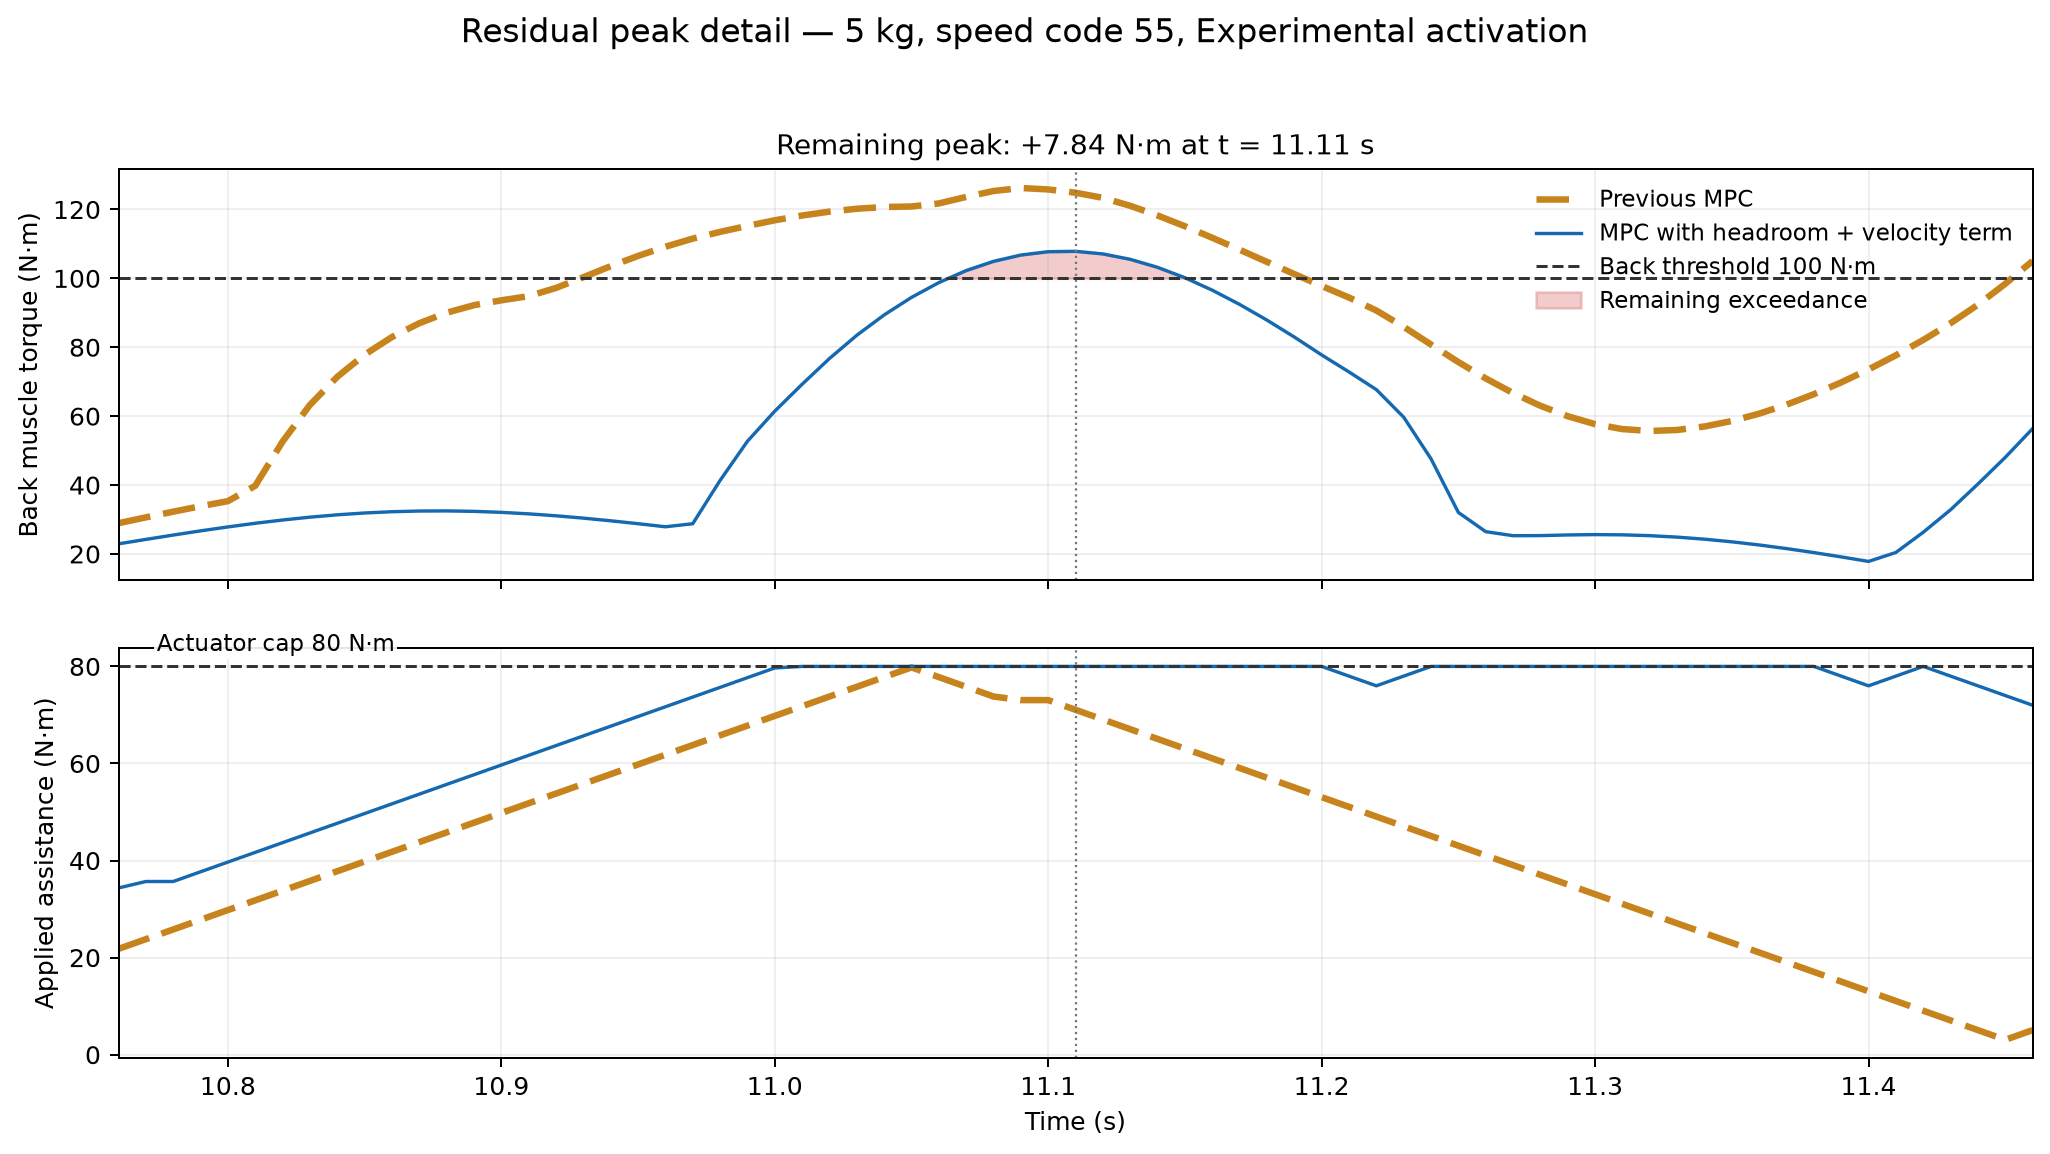 Residual peak detail — 5 kg, speed code 55, Experimental activation
Remaining peak: +7.84 N·m at t = 11.11 s
Back muscle torque (N·m)
120
100
80
60
40
20
Previous MPC
MPC with headroom + velocity term
Back threshold 100 N·m
Remaining exceedance
Actuator cap 80 N·m
Applied assistance (N·m)
80
60
40
20
0
10.8
10.9
11.0
11.1
11.2
11.3
11.4
Time (s)